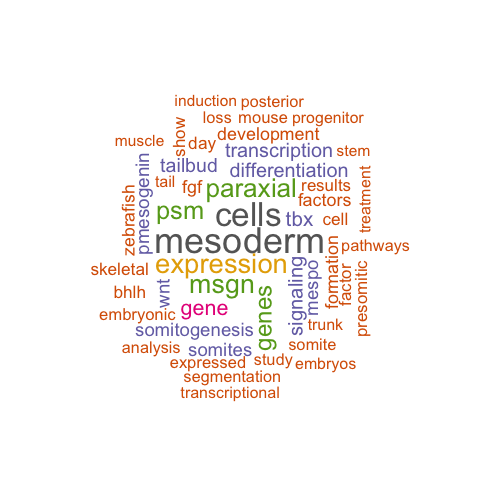 induction posterior
loss mouse progenitor
show
development
muscle
day
transcription stem
tailbud
differentiation
pmesogenin
tail fgf paraxial results
factors
treatment
zebrafish
psm cells tbx cell
mesoderm pathways
skeletal
expression
signaling
mespo
formation
factor
presomitic
bhlh
wnt
msgn
genes
embryonic
gene
trunk
somitogenesis
somite
analysis somites
expressed study embryos
segmentation
transcriptional